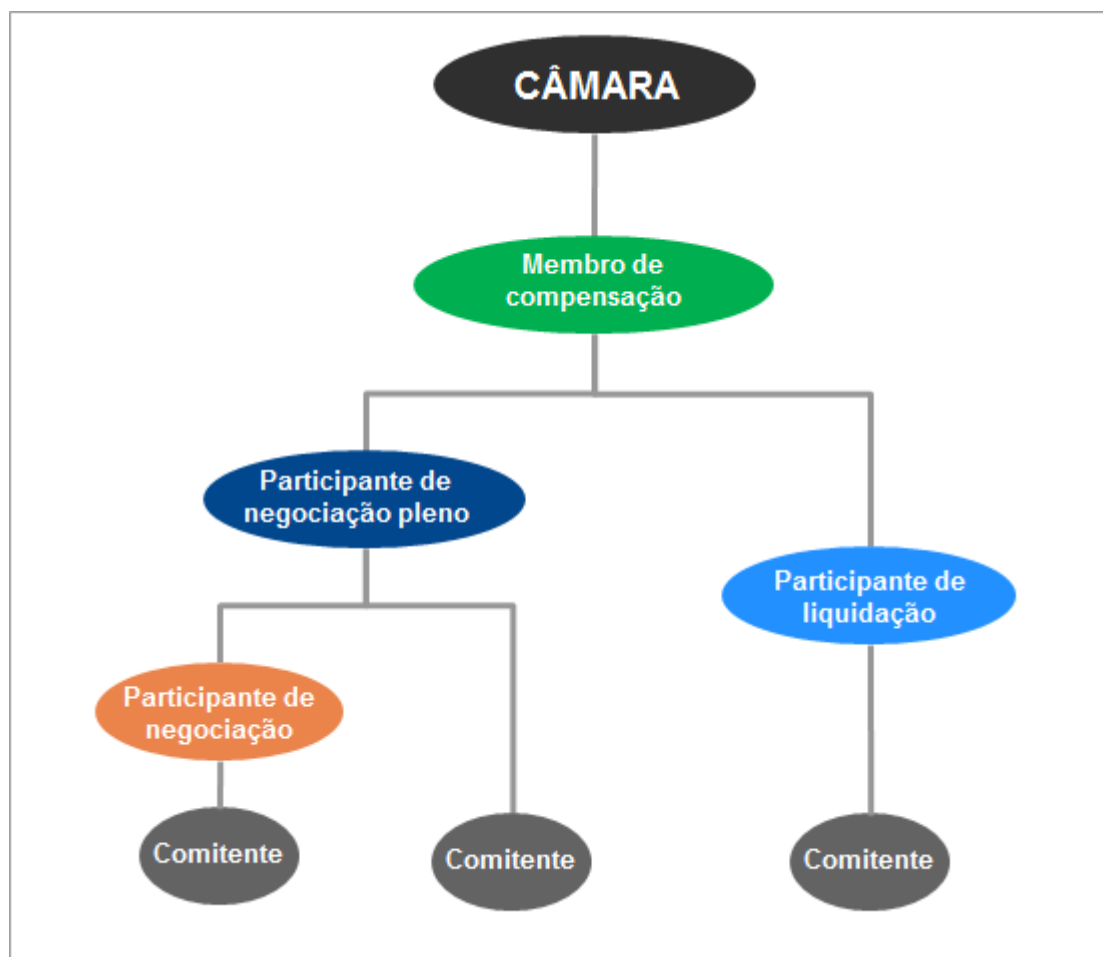 CÂMARA
Membro de
compensação
Participante de
negociação pleno
Participante de
liquidação
Participante de
negociação
Comitente
Comitente
Comitente